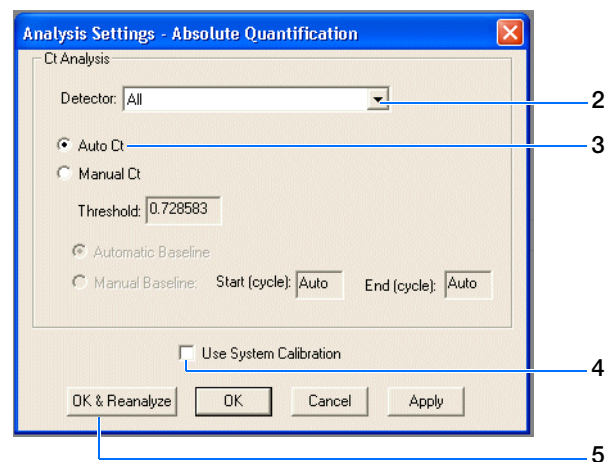 Analysis Settings - Absolute Quantification
Ct Analysis
Detector: All
2
Auto Ct
3
Manual Ct
Threshold: 0.728583
Automatic Baseline
Manual Baseline: Start (cycle): Auto End (cycle): Auto
Use System Calibration
4
OK & Reanalyze OK Cancel Apply
5